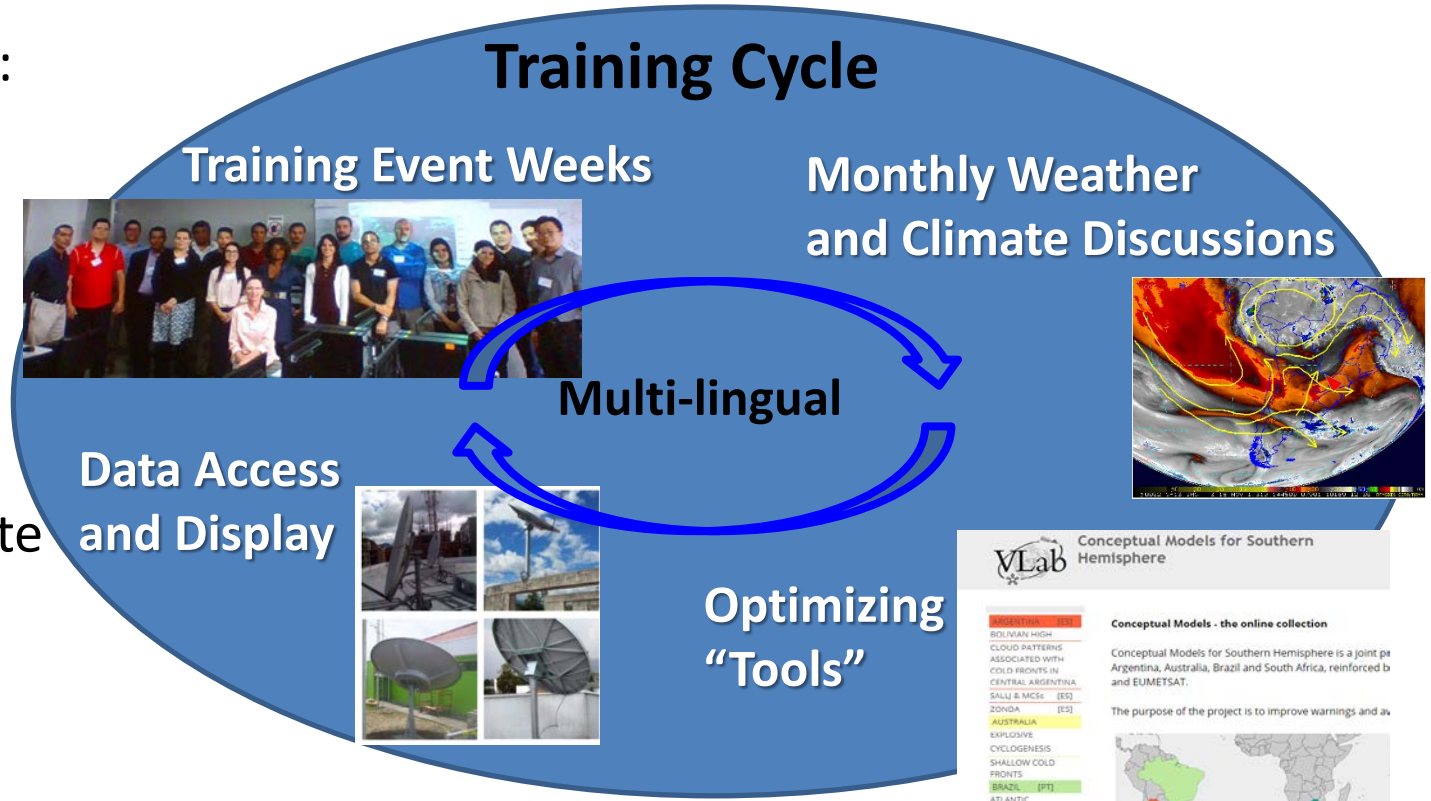 :
Training Cycle
Training Event Weeks
Monthly Weather
and Climate Discussions
Multi-lingual
Data Access
and Display
te
Optimizing
“Tools”
VLab
Conceptual Models for Southern
Hemisphere
ARGENTINA [ES]
BOLIVIAN HIGH
CLOUD PATTERNS
ASSOCIATED WITH
COLD FRONTS IN
CENTRAL ARGENTINA
SALLJ & MCSs [ES]
ZONDA [ES]
AUSTRALIA
EXPLOSIVE
CYCLOGENESIS
SHALLOW COLD
FRONTS
BRAZIL [PT]
ATLANTIC
Conceptual Models - the online collection
Conceptual Models for Southern Hemisphere is a joint
Argentina, Australia, Brazil and South Africa, reinforced
and EUMETSAT.
The purpose of the project is to improve warnings and